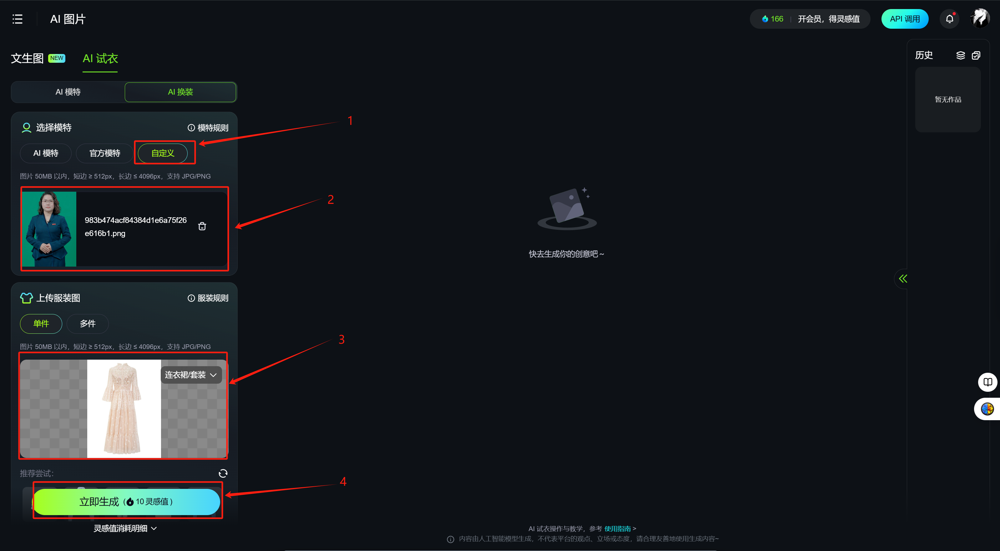 AI 图片
166 | 开会员，得灵感值
API 调用
文生图 NEW
AI 试衣
AI 模特
AI 换装
选择模特
模特规则
1
AI 模特
官方模特
自定义
图片 50MB 以内，短边 ≥ 512px，长边 ≤ 4096px，支持 JPG/PNG
983b474acf84384d1e6a75f26
e616b1.png
2
上传服装图
服装规则
单件
多件
图片 50MB 以内，短边 ≥ 512px，长边 ≤ 4096px，支持 JPG/PNG
3
连衣裙/套装
推荐尝试：
4
立即生成（10 灵感值）
灵感值消耗明细
快去生成你的创意吧～
AI 试衣操作与教学，参考 使用指南 >
内容由人工智能模型生成，不代表平台的观点、立场或态度，请合理友善地使用生成内容~
历史
暂无作品